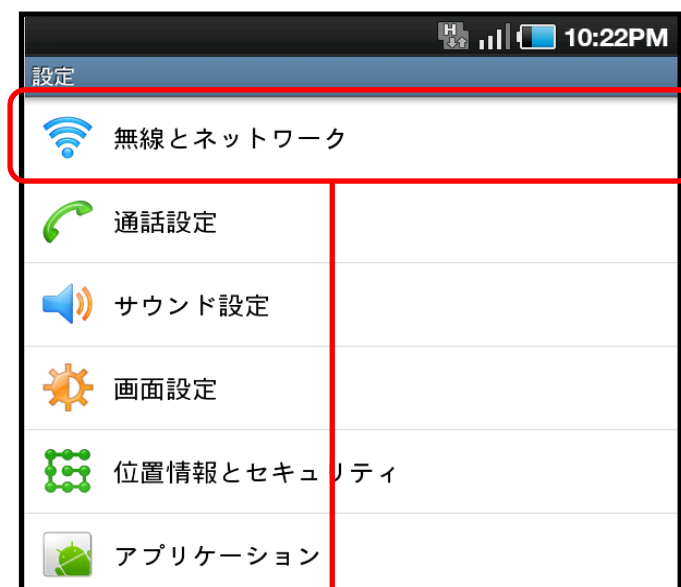 H
10:22PM
設定
無線とネットワーク
通話設定
サウンド設定
画面設定
位置情報とセキュリティ
アプリケーション